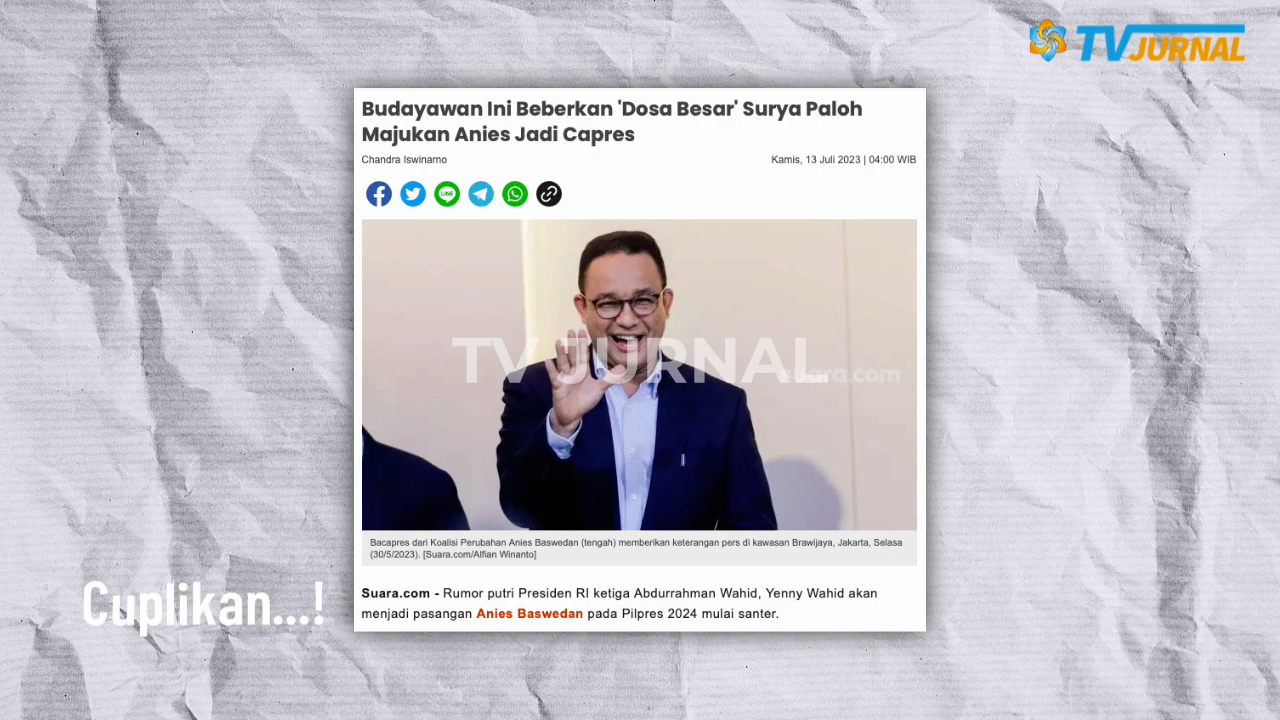 TV JURNAL
Budayawan Ini Beberkan 'Dosa Besar' Surya Paloh
Majukan Anies Jadi Capres
Chandra Iswinarno
Kamis, 13 Juli 2023 | 04:00 WIB
LINE
TV JURNAL
suara.com
Bacapres dari Koalisi Perubahan Anies Baswedan (tengah) memberikan keterangan pers di kawasan Brawijaya, Jakarta, Selasa
(30/5/2023). [Suara.com/Alfian Winanto]
Cuplikan...!
Suara.com - Rumor putri Presiden RI ketiga Abdurrahman Wahid, Yenny Wahid akan
menjadi pasangan Anies Baswedan pada Pilpres 2024 mulai santer.